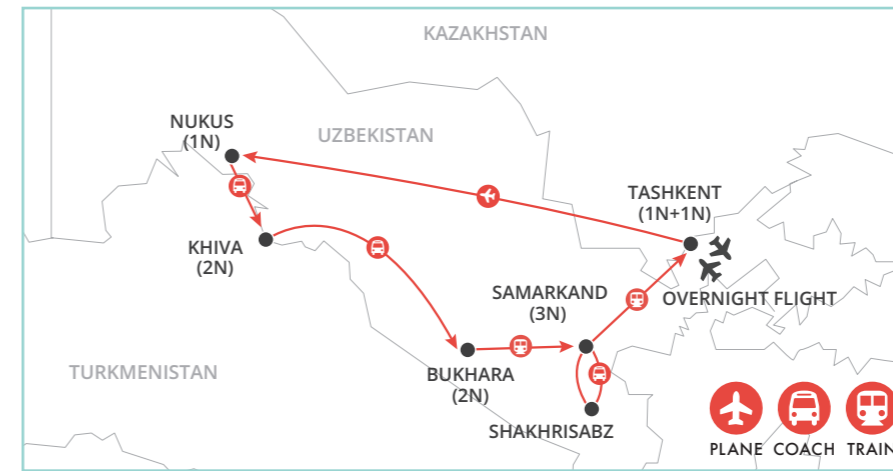 KAZAKHSTAN
NUKUS
(1N)
UZBEKISTAN
TASHKENT
(1N+1N)
KHIVA
(2N)
SAMARKAND
(3N)
OVERNIGHT FLIGHT
TURKMENISTAN
BUKHARA
(2N)
SHAKHRISABZ
PLANE COACH TRAIN